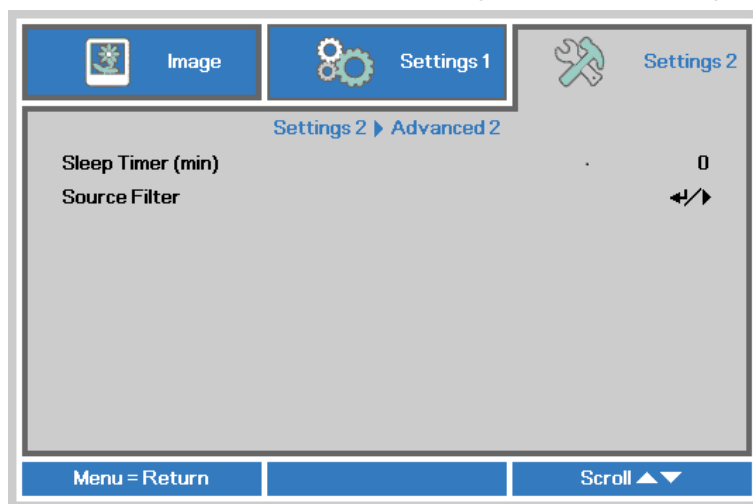 Image
Settings 1
Settings 2
Settings 2 ▶ Advanced 2
Sleep Timer (min) 0
Source Filter ↵/▶
Menu = Return
Scroll ▲▼